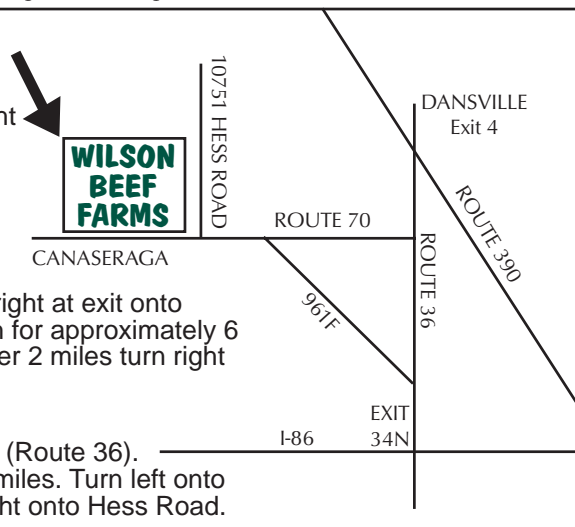 nt
10751 HESS ROAD
DANSVILLE
Exit 4
WILSON
BEEF
FARMS
ROUTE 70
ROUTE 390
CANASERAGA
ROUTE 36
961F
right at exit onto
n for approximately 6
er 2 miles turn right
EXIT
34N
I-86
(Route 36).
miles. Turn left onto
ht onto Hess Road.